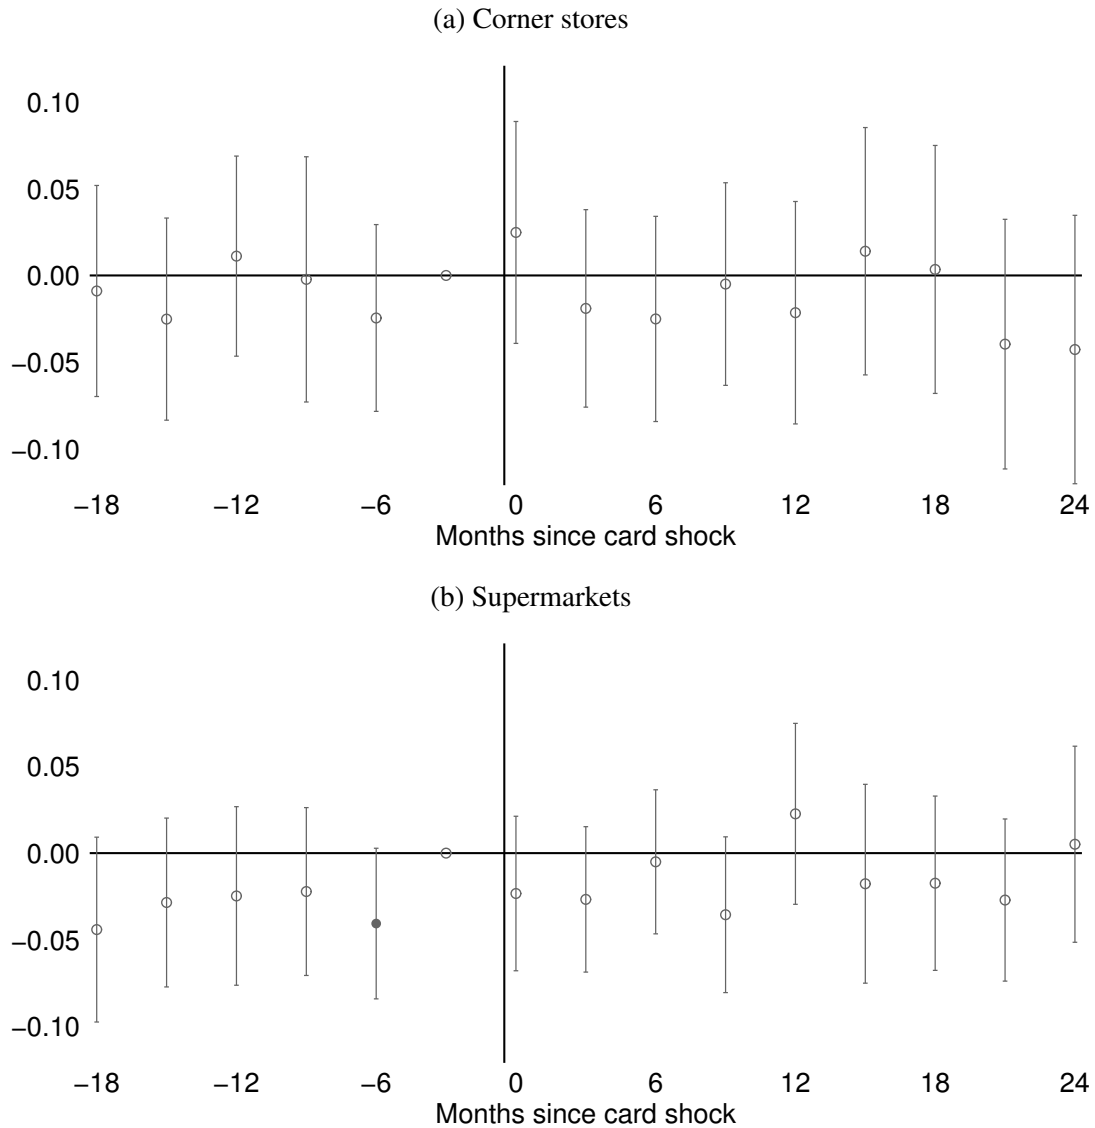 (a) Corner stores
0.10
0.05
0.00
−0.05
−0.10
−18 −12 −6 0 6 12 18 24
Months since card shock
(b) Supermarkets
0.10
0.05
0.00
−0.05
−0.10
−18 −12 −6 0 6 12 18 24
Months since card shock